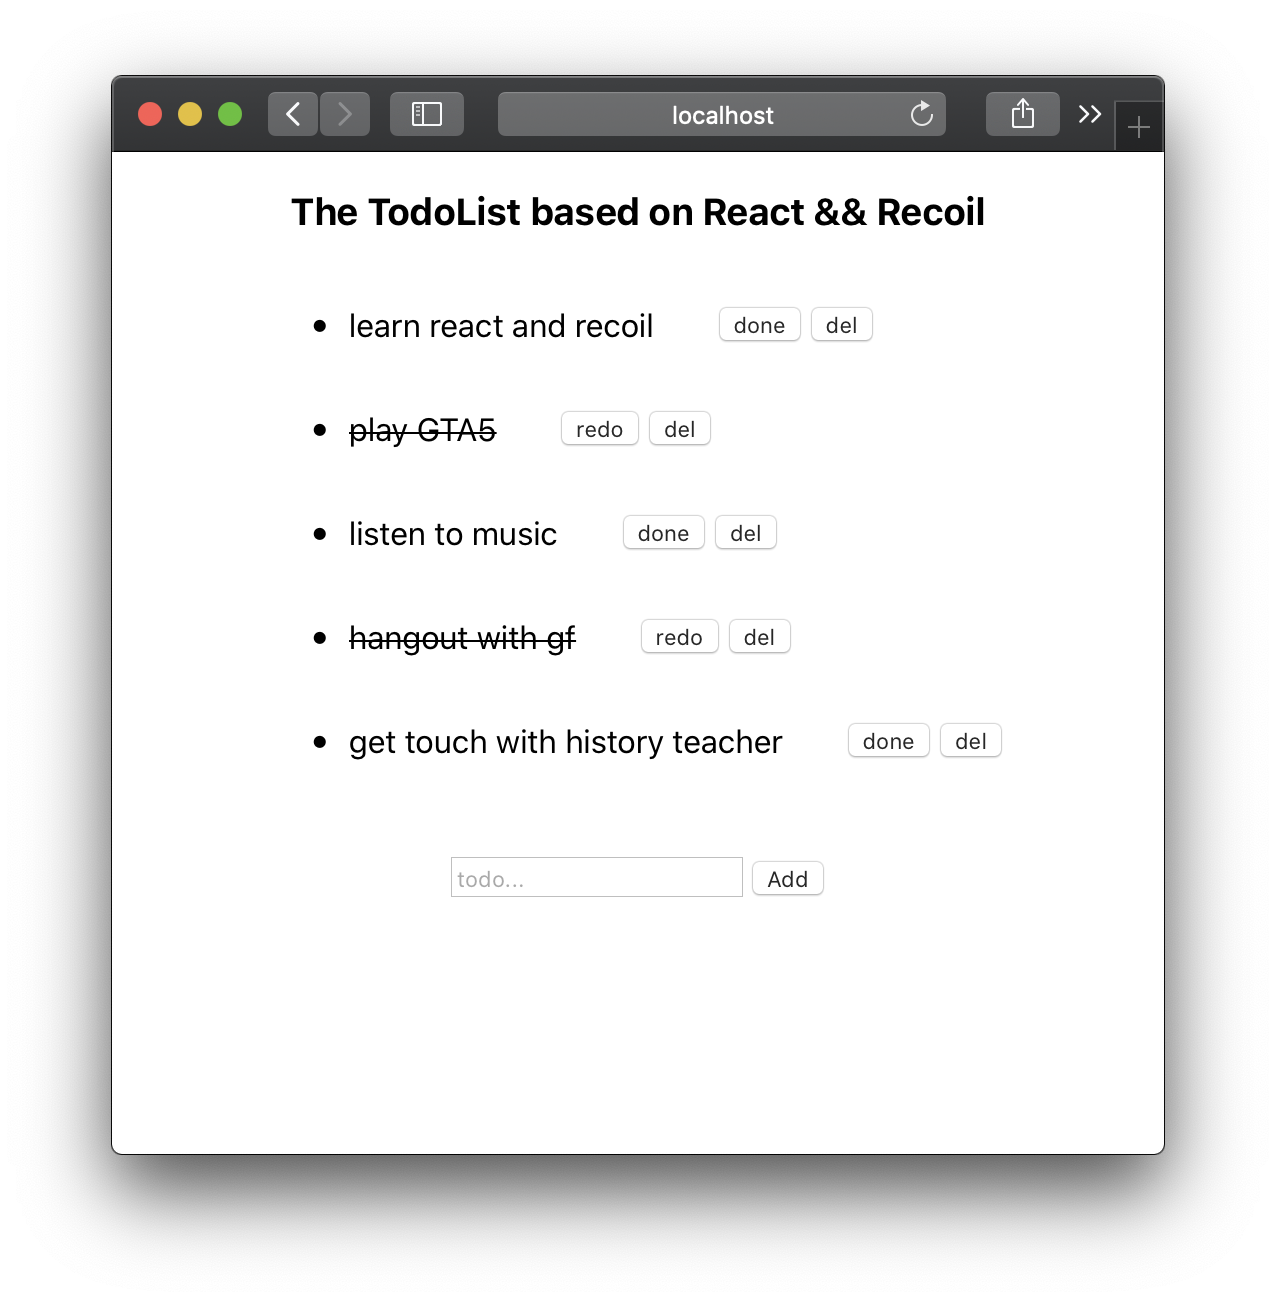 localhost
The TodoList based on React && Recoil
learn react and recoil done del
play GTA5 redo del
listen to music done del
hangout with gf redo del
get touch with history teacher done del
todo... Add